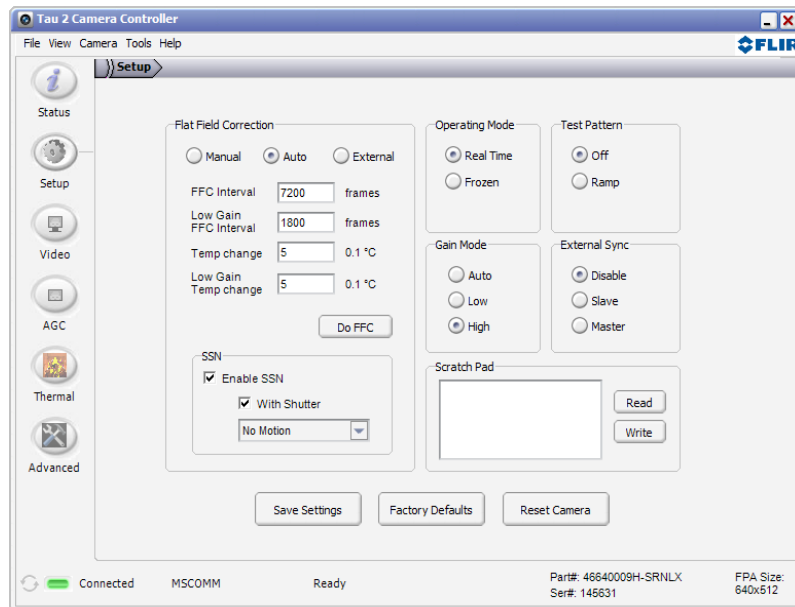 Tau 2 Camera Controller
File View Camera Tools Help
FLIR
Setup
Status
Setup
Video
AGC
Thermal
Advanced
Flat Field Correction
Manual Auto External
FFC Interval 7200 frames
Low Gain
FFC Interval 1800 frames
Temp change 5 0.1 °C
Low Gain
Temp change 5 0.1 °C
Do FFC
SSN
Enable SSN
With Shutter
No Motion
Operating Mode
Real Time
Frozen
Test Pattern
Off
Ramp
Gain Mode
Auto
Low
High
External Sync
Disable
Slave
Master
Scratch Pad
Read
Write
Save Settings Factory Defaults Reset Camera
Connected MSCOMM Ready
Part#: 46640009H-SRNLX
Ser#: 145631
FPA Size:
640x512